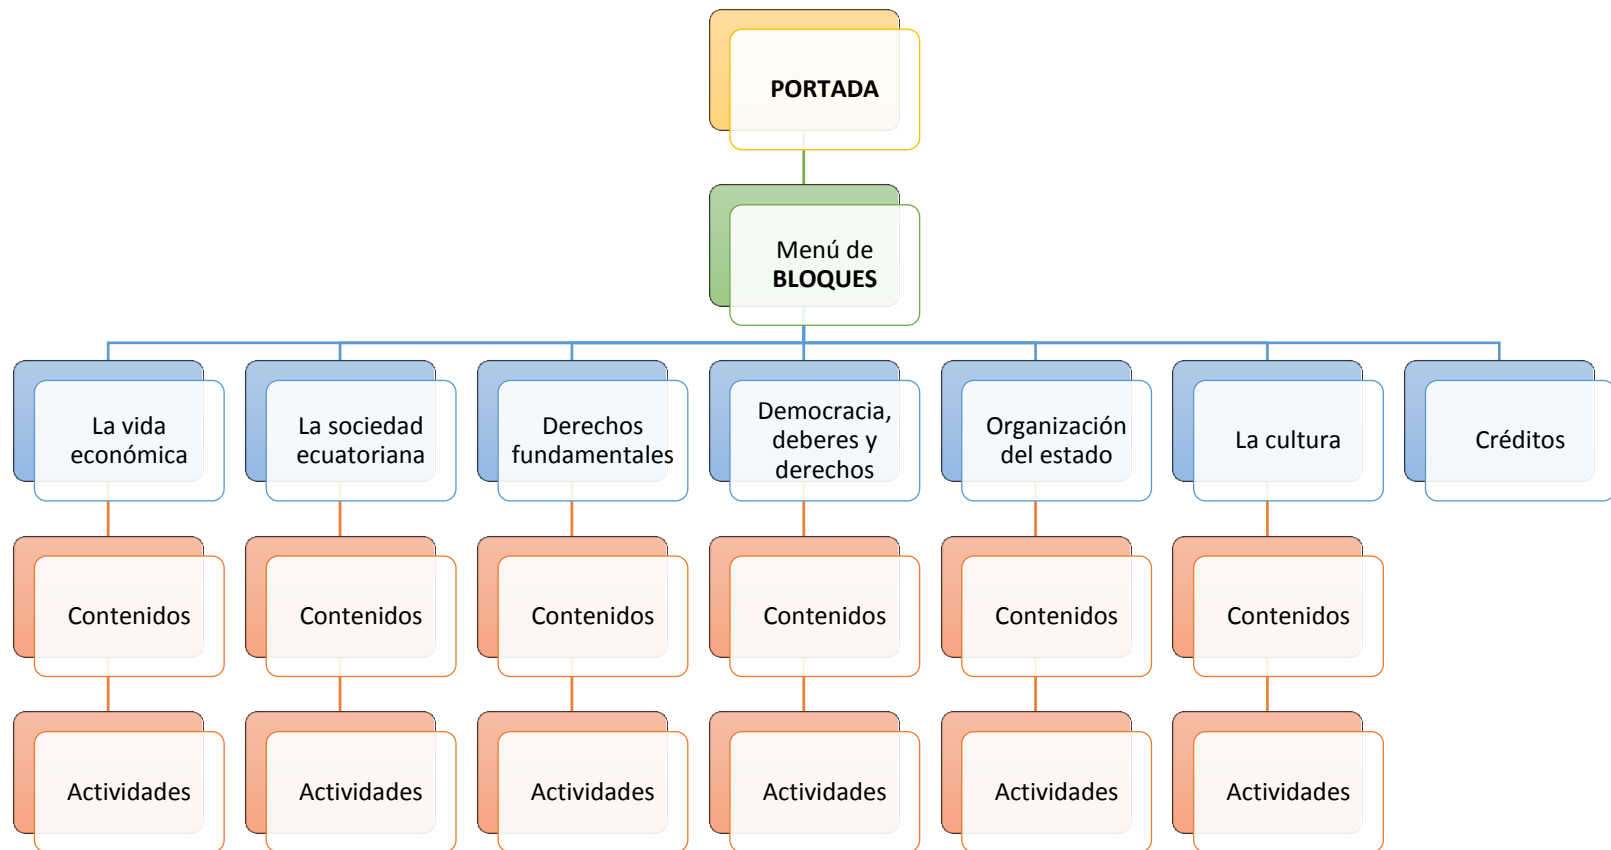 PORTADA
Menú de
BLOQUES
La vida
económica
La sociedad
ecuatoriana
Derechos
fundamentales
Democracia,
deberes y
derechos
Organización
del estado
La cultura
Créditos
Contenidos
Contenidos
Contenidos
Contenidos
Contenidos
Contenidos
Actividades
Actividades
Actividades
Actividades
Actividades
Actividades